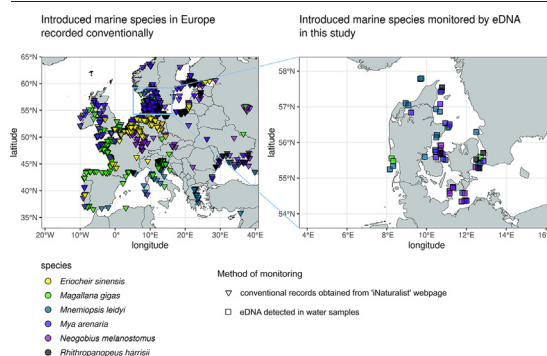 Introduced marine species in Europe
recorded conventionally
Introduced marine species monitored by eDNA
in this study
65°N
60°N
55°N
50°N
45°N
40°N
35°N
latitude
20°W
10°W
0°
10°E
20°E
30°E
40°E
longitude
58°N
57°N
56°N
55°N
54°N
latitude
4°E
6°E
8°E
10°E
12°E
14°E
16°
longitude
species
Eriocheir sinensis
Magallana gigas
Mnemiopsis leidyi
Mya arenaria
Neogobius melanostomus
Rhithropanopeus harrisii
Method of monitoring
conventional records obtained from 'iNaturalist' webpage
eDNA detected in water samples